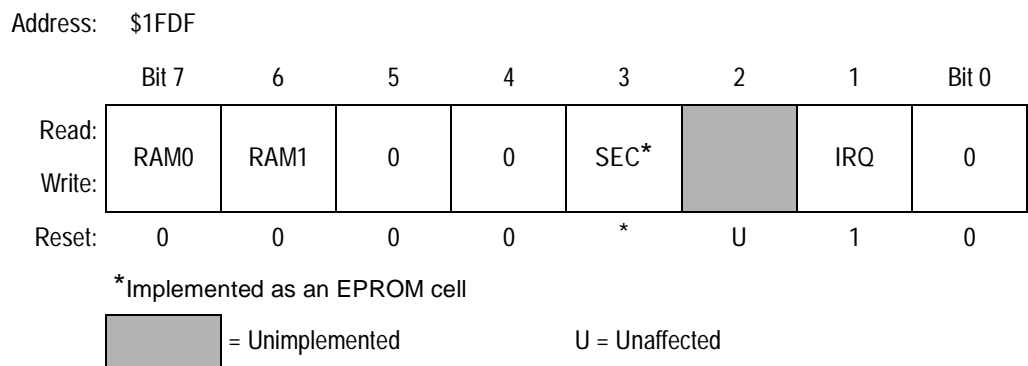 Address: $1FDF
Bit 7 6 5 4 3 2 1 Bit 0
Read:
RAM0 RAM1 0 0 SEC* IRQ 0
Write:
Reset: 0 0 0 0 * U 1 0
*Implemented as an EPROM cell
= Unimplemented U = Unaffected